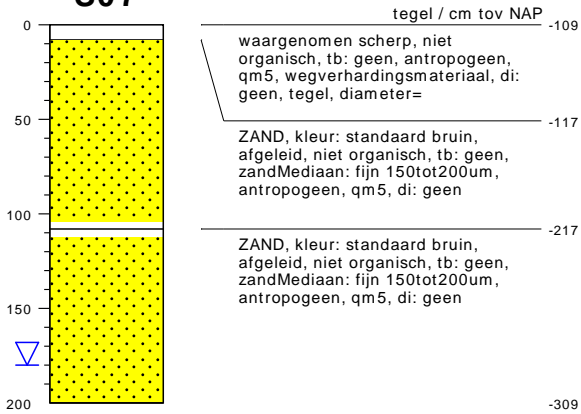 tegel / cm tov NAP
0
-109
waargenomen scherp, niet
organisch, tb: geen, antropogeen,
qm5, wegverhardingsmateriaal, di:
geen, tegel, diameter=
50
-117
ZAND, kleur: standaard bruin,
afgeleid, niet organisch, tb: geen,
zandMediaan: fijn 150tot200um,
antropogeen, qm5, di: geen
100
-217
ZAND, kleur: standaard bruin,
afgeleid, niet organisch, tb: geen,
zandMediaan: fijn 150tot200um,
antropogeen, qm5, di: geen
150
200
-309